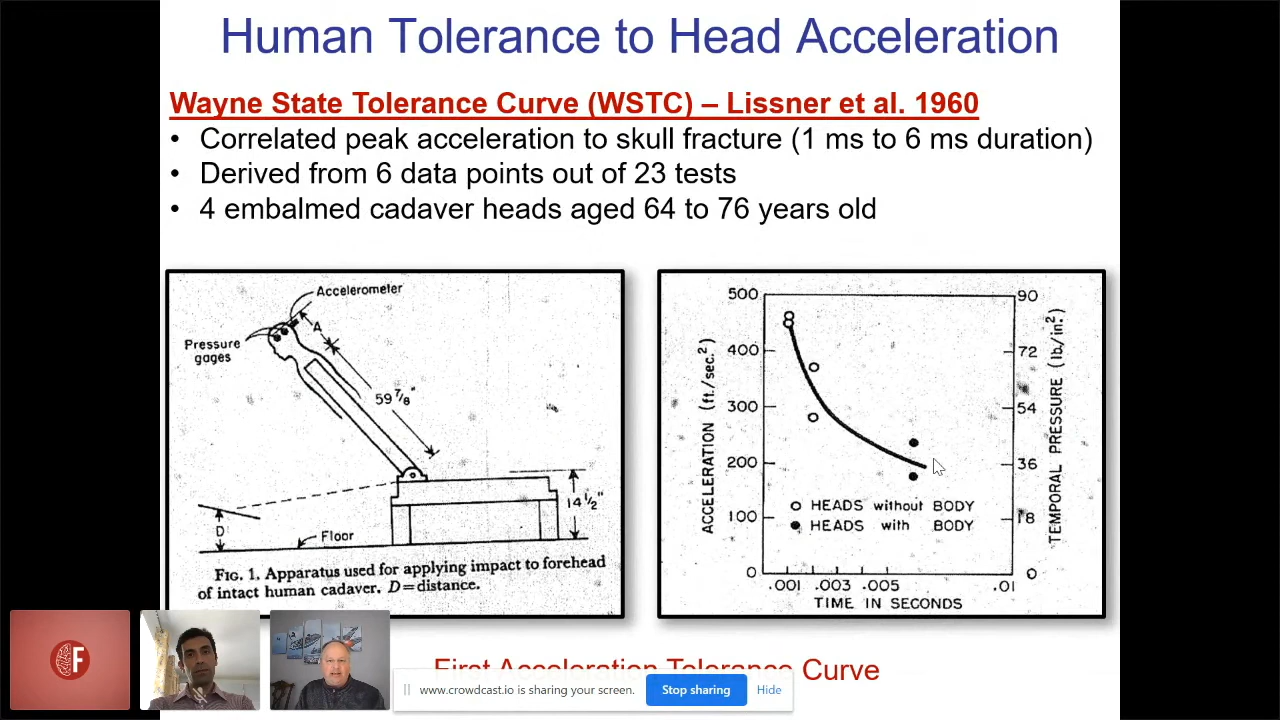 Human Tolerance to Head Acceleration
Wayne State Tolerance Curve (WSTC) – Lissner et al. 1960
• Correlated peak acceleration to skull fracture (1 ms to 6 ms duration)
• Derived from 6 data points out of 23 tests
• 4 embalmed cadaver heads aged 64 to 76 years old
Accelerometer
A
Pressure
gages
59 7/8"
14 1/2"
D
Floor
FIG. 1. Apparatus used for applying impact to forehead
of intact human cadaver. D=distance.
500
400
300
200
100
0
ACCELERATION (ft./sec.²)
90
72
54
36
18
0
TEMPORAL PRESSURE (lb./in²)
HEADS without BODY
HEADS with BODY
.001 .003 .005 .01
TIME IN SECONDS
First Acceleration Tolerance Curve
F
www.crowdcast.io is sharing your screen.
Stop sharing
Hide